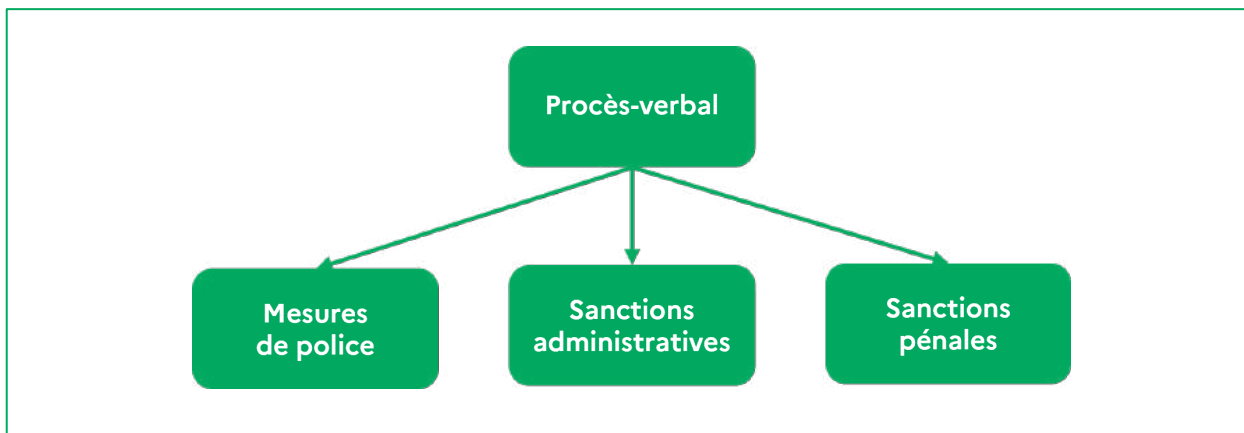 Procès-verbal
Mesures
de police
Sanctions
administratives
Sanctions
pénales